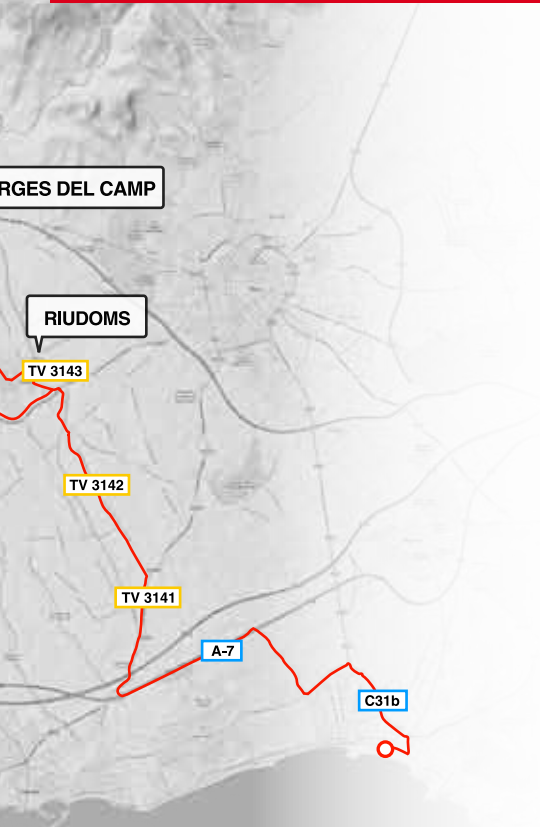 RGES DEL CAMP
RIUDOMS
TV 3143
TV 3142
TV 3141
A-7
C31b